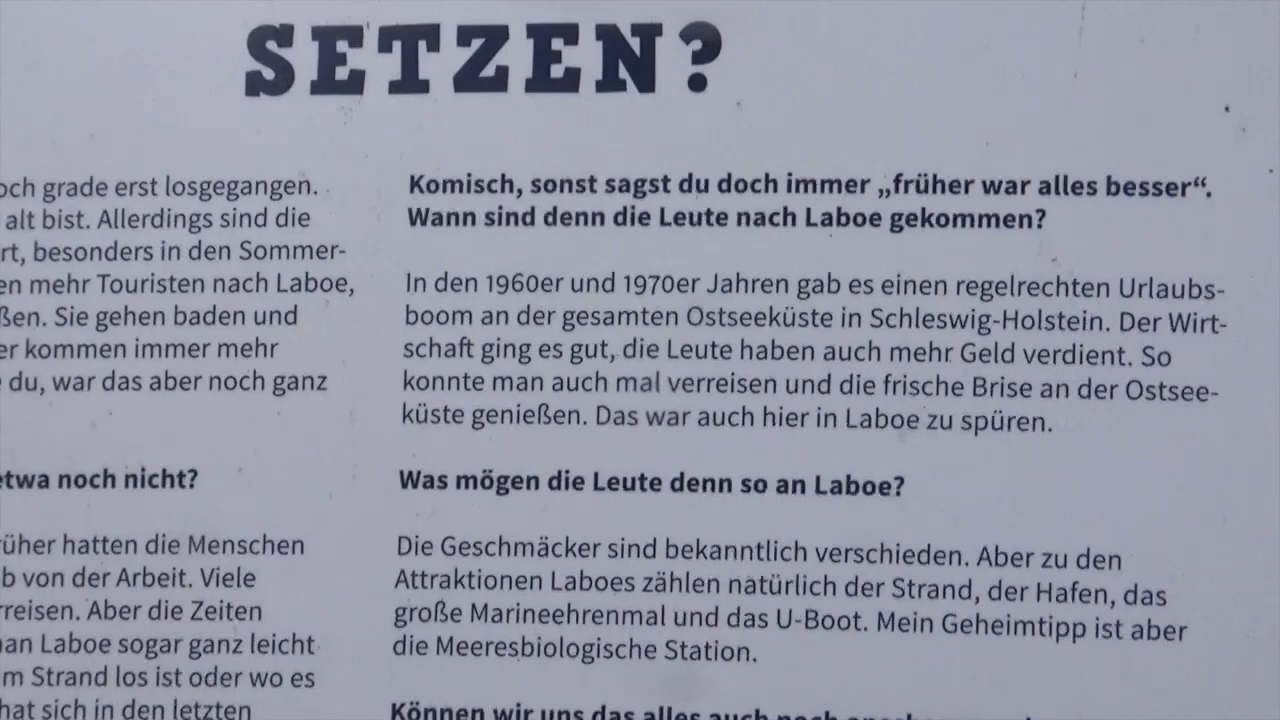 SETZEN?
och grade erst losgegangen.
alt bist. Allerdings sind die
rt, besonders in den Sommer-
en mehr Touristen nach Laboe,
ßen. Sie gehen baden und
er kommen immer mehr
du, war das aber noch ganz
etwa noch nicht?
rüher hatten die Menschen
b von der Arbeit. Viele
rreisen. Aber die Zeiten
nan Laboe sogar ganz leicht
m Strand los ist oder wo es
hat sich in den letzten
Komisch, sonst sagst du doch immer „früher war alles besser“.
Wann sind denn die Leute nach Laboe gekommen?
In den 1960er und 1970er Jahren gab es einen regelrechten Urlaubs-
boom an der gesamten Ostseeküste in Schleswig-Holstein. Der Wirt-
schaft ging es gut, die Leute haben auch mehr Geld verdient. So
konnte man auch mal verreisen und die frische Brise an der Ostsee-
küste genießen. Das war auch hier in Laboe zu spüren.
Was mögen die Leute denn so an Laboe?
Die Geschmäcker sind bekanntlich verschieden. Aber zu den
Attraktionen Laboes zählen natürlich der Strand, der Hafen, das
große Marineehrenmal und das U-Boot. Mein Geheimtipp ist aber
die Meeresbiologische Station.
Können wir uns das alles auch noch